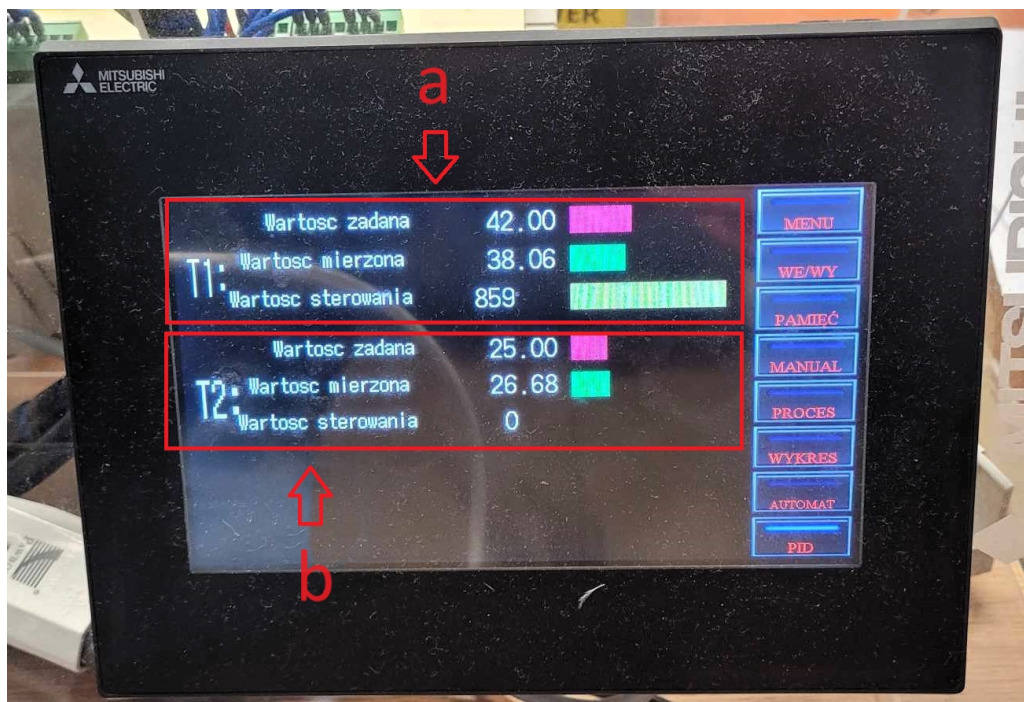 VER
MITSUBISHI
ELECTRIC
a
T1:
Wartosc zadana 42.00
Wartosc mierzona 38.06
Wartosc sterowania 859
T2:
Wartosc zadana 25.00
Wartosc mierzona 26.68
Wartosc sterowania 0
b
MENU
WE/WY
PAMIĘĆ
MANUAL
PROCES
WYKRES
AUTOMAT
PID